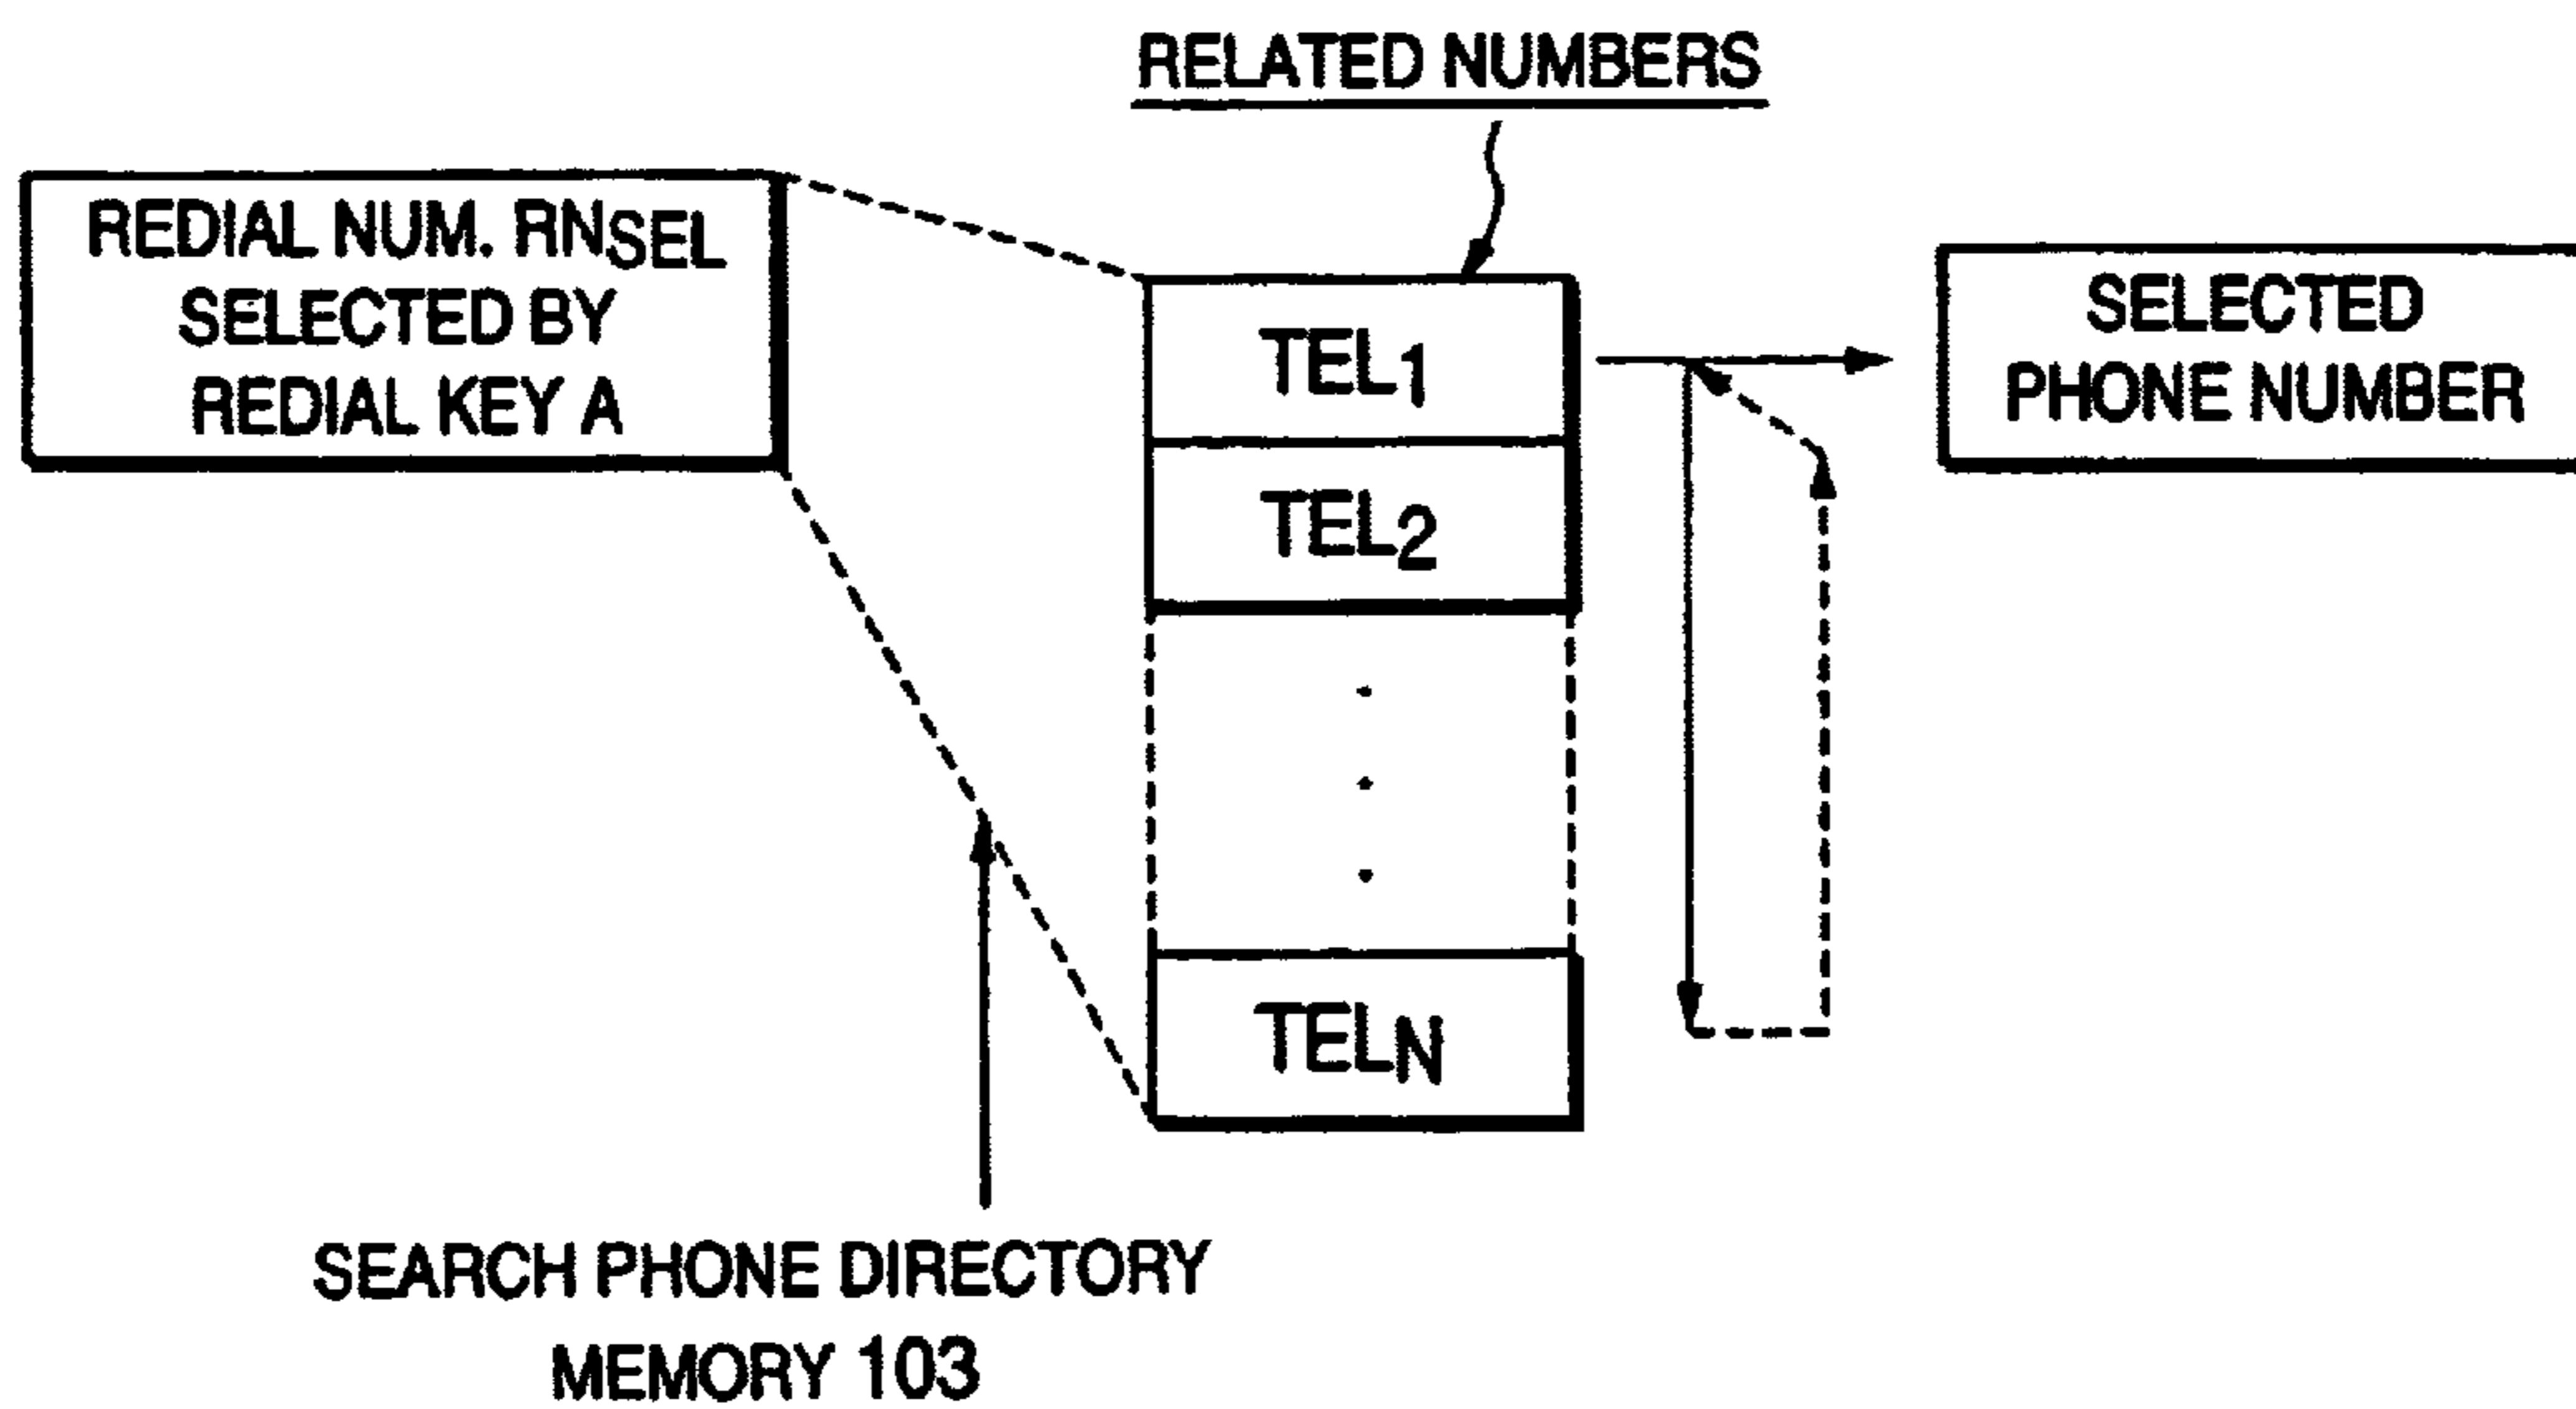 RELATED NUMBERS
REDIAL NUM. RNSEL
SELECTED BY
REDIAL KEY A
TEL1
TEL2
TELN
SELECTED
PHONE NUMBER
SEARCH PHONE DIRECTORY
MEMORY 103